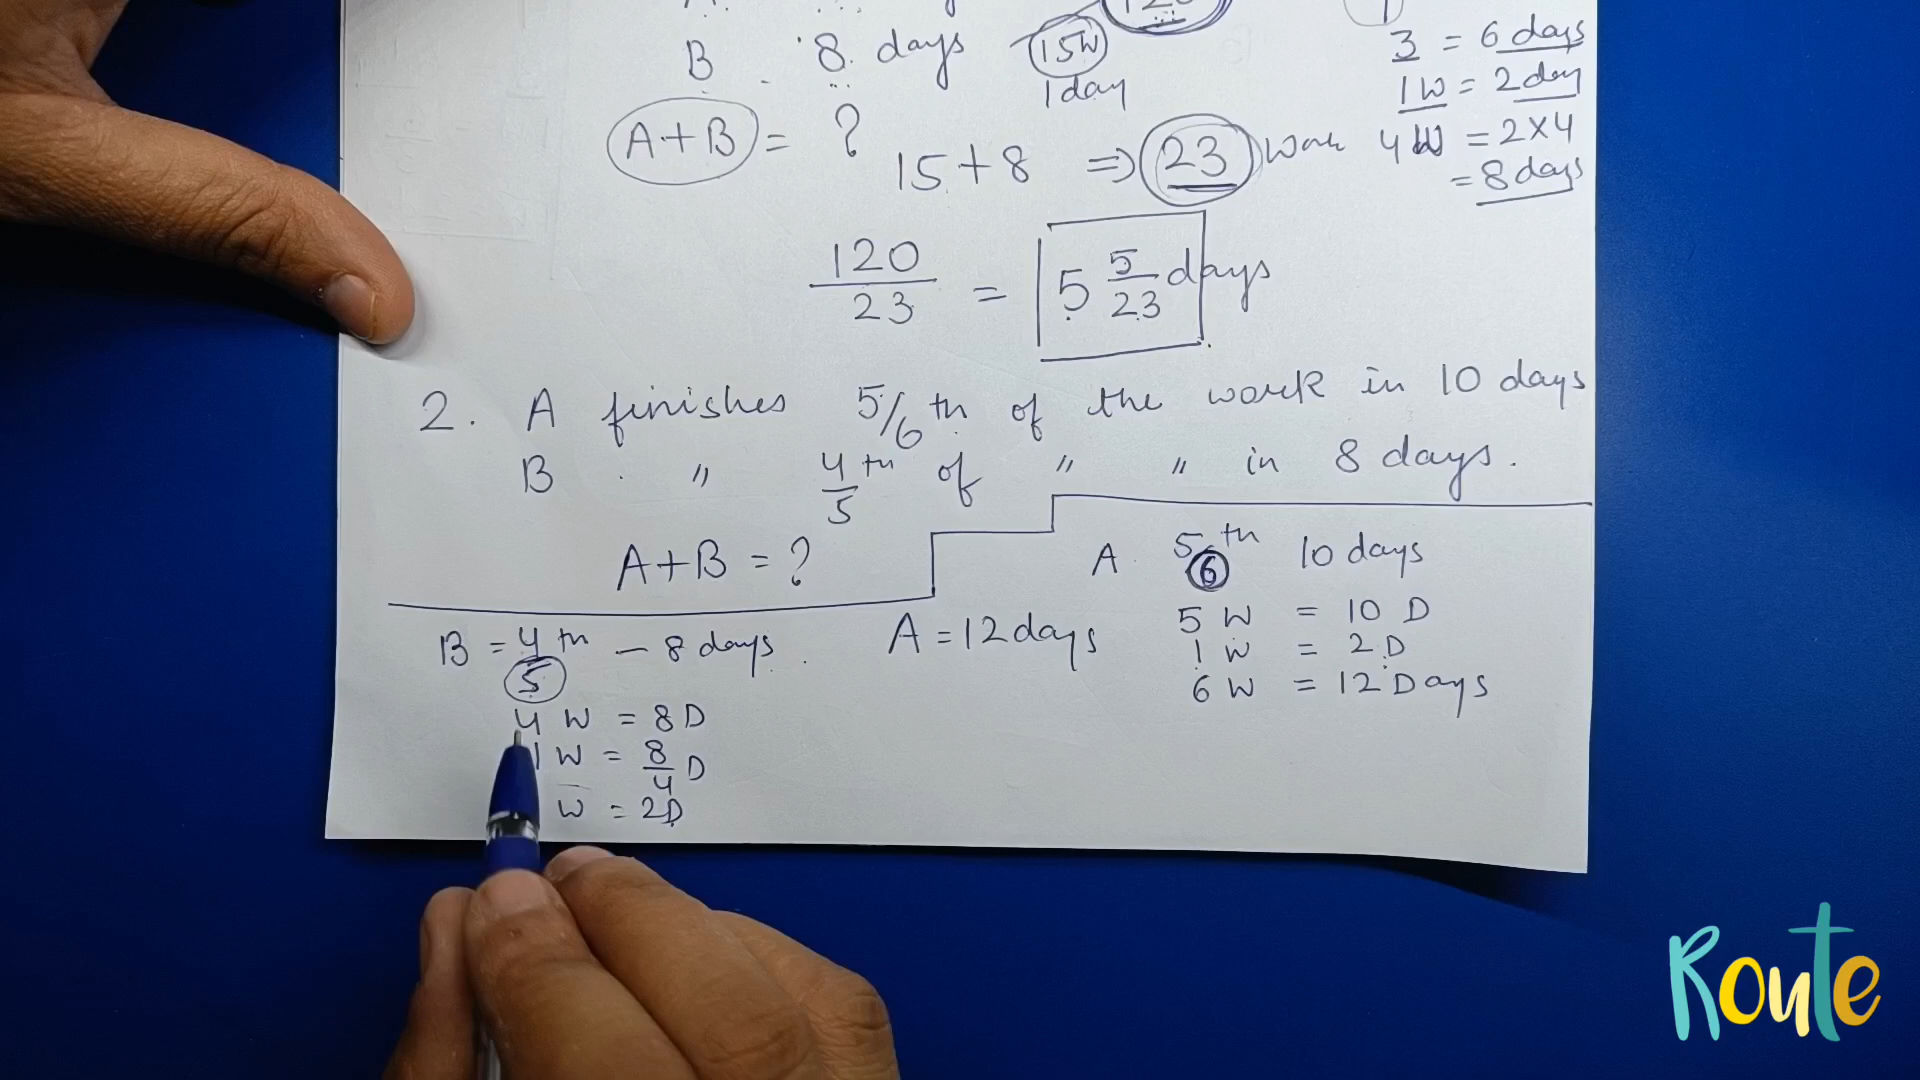 B 8 days 15W
1 day
A+B = ?
15+8 ⇒ 23 Work
3 = 6 days
1W = 2 day
4W = 2×4
= 8 days
120/23 = 5 5/23 days
2. A finishes 5/6 th of the work in 10 days
B " 4/5 th of " " in 8 days.
A+B = ?
B = 4/5 th — 8 days.
4 W = 8D
1 W = 8/4 D
W = 2D
A = 12 days
A 5/6 th 10 days
5 W = 10 D
1 W = 2D
6 W = 12 Days
Route